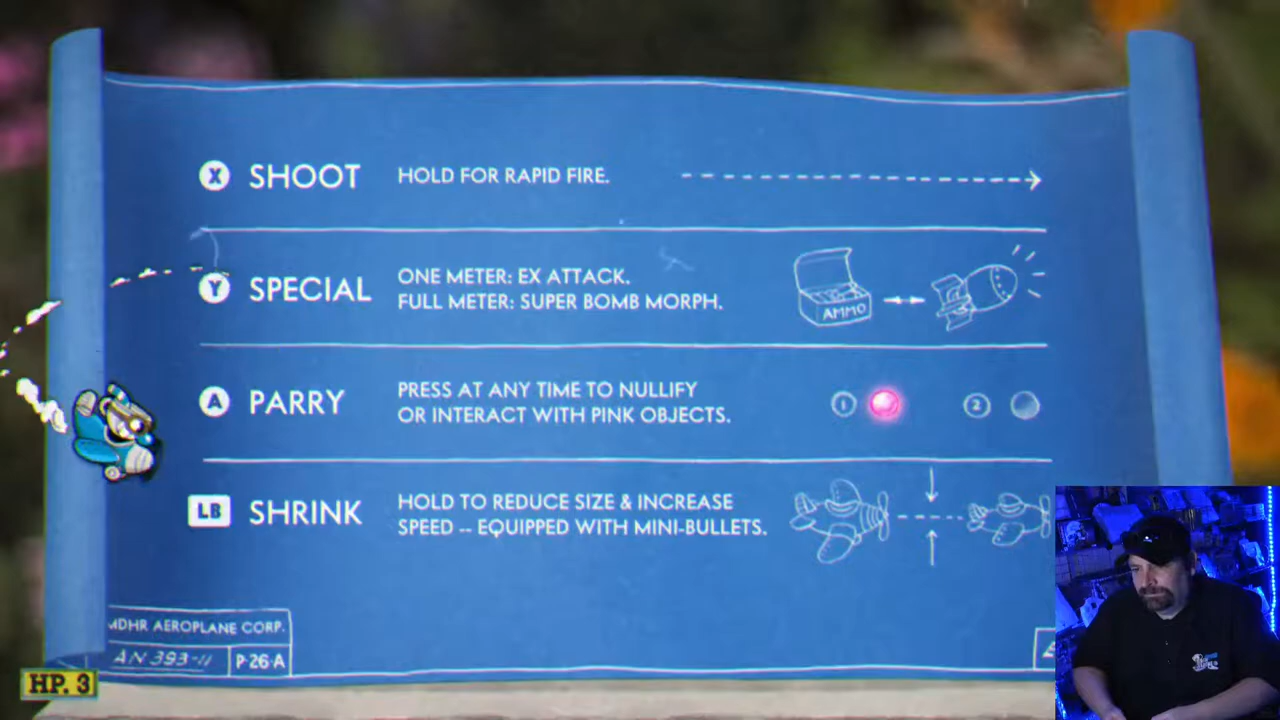 X SHOOT HOLD FOR RAPID FIRE.
Y SPECIAL ONE METER: EX ATTACK.
FULL METER: SUPER BOMB MORPH.
AMMO
A PARRY PRESS AT ANY TIME TO NULLIFY
OR INTERACT WITH PINK OBJECTS.
1 2
LB SHRINK HOLD TO REDUCE SIZE & INCREASE
SPEED -- EQUIPPED WITH MINI-BULLETS.
MDHR AEROPLANE CORP.
AN 393-11 P-26-A
HP. 3